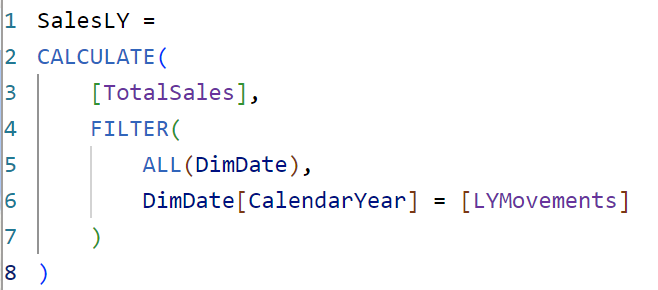 1 SalesLY =
2 CALCULATE(
3     [TotalSales],
4     FILTER(
5         ALL(DimDate),
6         DimDate[CalendarYear] = [LYMovements]
7     )
8 )